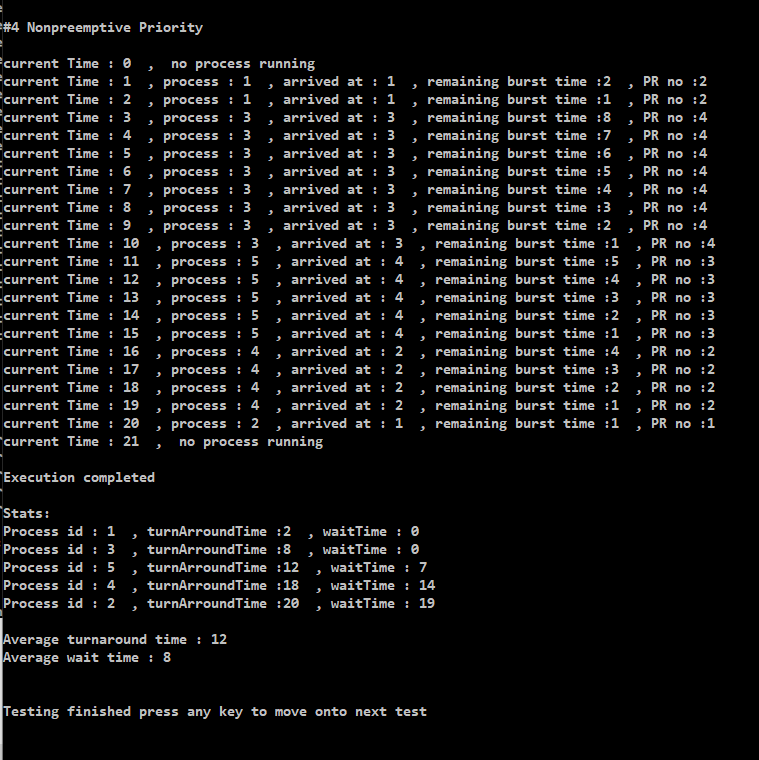 #4 Nonpreemptive Priority
current Time : 0  ,  no process running
current Time : 1  , process : 1  , arrived at : 1  , remaining burst time :2  , PR no :2
current Time : 2  , process : 1  , arrived at : 1  , remaining burst time :1  , PR no :2
current Time : 3  , process : 3  , arrived at : 3  , remaining burst time :8  , PR no :4
current Time : 4  , process : 3  , arrived at : 3  , remaining burst time :7  , PR no :4
current Time : 5  , process : 3  , arrived at : 3  , remaining burst time :6  , PR no :4
current Time : 6  , process : 3  , arrived at : 3  , remaining burst time :5  , PR no :4
current Time : 7  , process : 3  , arrived at : 3  , remaining burst time :4  , PR no :4
current Time : 8  , process : 3  , arrived at : 3  , remaining burst time :3  , PR no :4
current Time : 9  , process : 3  , arrived at : 3  , remaining burst time :2  , PR no :4
current Time : 10  , process : 3  , arrived at : 3  , remaining burst time :1  , PR no :4
current Time : 11  , process : 5  , arrived at : 4  , remaining burst time :5  , PR no :3
current Time : 12  , process : 5  , arrived at : 4  , remaining burst time :4  , PR no :3
current Time : 13  , process : 5  , arrived at : 4  , remaining burst time :3  , PR no :3
current Time : 14  , process : 5  , arrived at : 4  , remaining burst time :2  , PR no :3
current Time : 15  , process : 5  , arrived at : 4  , remaining burst time :1  , PR no :3
current Time : 16  , process : 4  , arrived at : 2  , remaining burst time :4  , PR no :2
current Time : 17  , process : 4  , arrived at : 2  , remaining burst time :3  , PR no :2
current Time : 18  , process : 4  , arrived at : 2  , remaining burst time :2  , PR no :2
current Time : 19  , process : 4  , arrived at : 2  , remaining burst time :1  , PR no :2
current Time : 20  , process : 2  , arrived at : 1  , remaining burst time :1  , PR no :1
current Time : 21  ,  no process running
Execution completed
Stats:
Process id : 1  , turnArroundTime :2  , waitTime : 0
Process id : 3  , turnArroundTime :8  , waitTime : 0
Process id : 5  , turnArroundTime :12  , waitTime : 7
Process id : 4  , turnArroundTime :18  , waitTime : 14
Process id : 2  , turnArroundTime :20  , waitTime : 19
Average turnaround time : 12
Average wait time : 8
Testing finished press any key to move onto next test